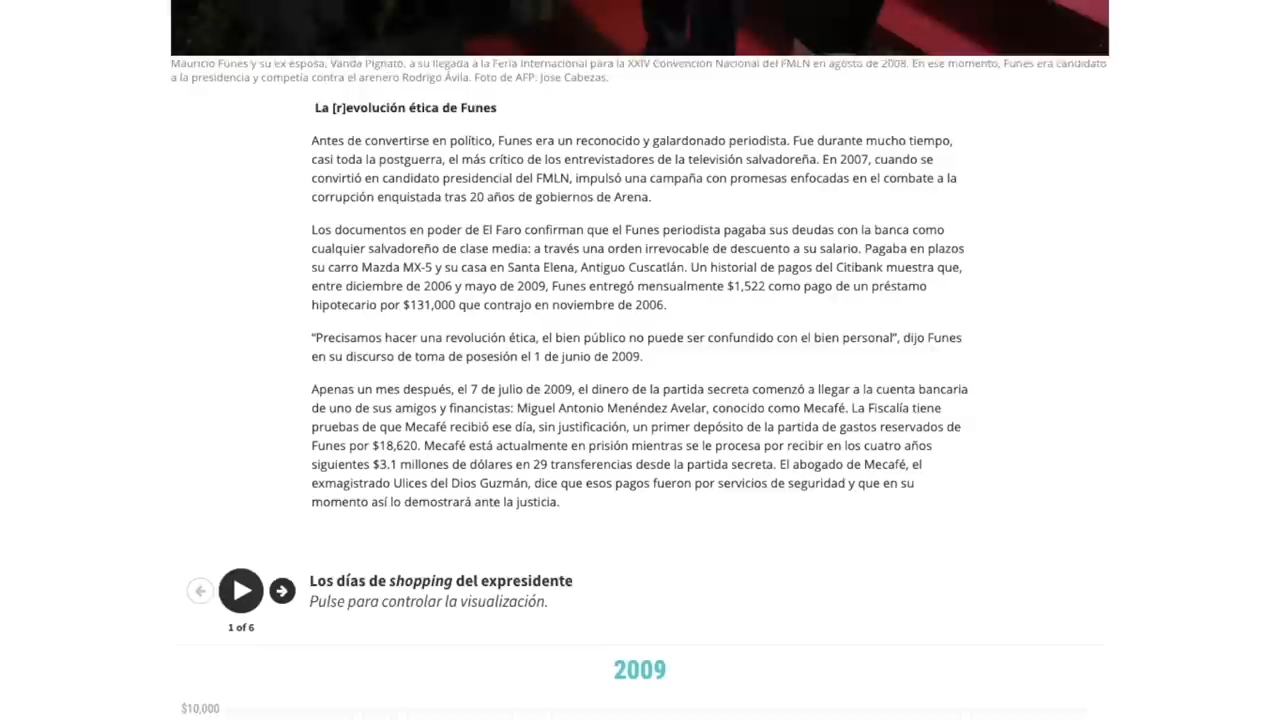 Mauricio Funes y su ex esposa, Vanda Pignato, a su llegada a la Feria Internacional para la XXIV Convención Nacional del FMLN en agosto de 2008. En ese momento, Funes era candidato
a la presidencia y competía contra el arenero Rodrigo Ávila. Foto de AFP: Jose Cabezas.
La [r]evolución ética de Funes
Antes de convertirse en político, Funes era un reconocido y galardonado periodista. Fue durante mucho tiempo,
casi toda la postguerra, el más crítico de los entrevistadores de la televisión salvadoreña. En 2007, cuando se
convirtió en candidato presidencial del FMLN, impulsó una campaña con promesas enfocadas en el combate a la
corrupción enquistada tras 20 años de gobiernos de Arena.
Los documentos en poder de El Faro confirman que el Funes periodista pagaba sus deudas con la banca como
cualquier salvadoreño de clase media: a través una orden irrevocable de descuento a su salario. Pagaba en plazos
su carro Mazda MX-5 y su casa en Santa Elena, Antiguo Cuscatlán. Un historial de pagos del Citibank muestra que,
entre diciembre de 2006 y mayo de 2009, Funes entregó mensualmente $1,522 como pago de un préstamo
hipotecario por $131,000 que contrajo en noviembre de 2006.
“Precisamos hacer una revolución ética, el bien público no puede ser confundido con el bien personal”, dijo Funes
en su discurso de toma de posesión el 1 de junio de 2009.
Apenas un mes después, el 7 de julio de 2009, el dinero de la partida secreta comenzó a llegar a la cuenta bancaria
de uno de sus amigos y financistas: Miguel Antonio Menéndez Avelar, conocido como Mecafé. La Fiscalía tiene
pruebas de que Mecafé recibió ese día, sin justificación, un primer depósito de la partida de gastos reservados de
Funes por $18,620. Mecafé está actualmente en prisión mientras se le procesa por recibir en los cuatro años
siguientes $3.1 millones de dólares en 29 transferencias desde la partida secreta. El abogado de Mecafé, el
exmagistrado Ulices del Dios Guzmán, dice que esos pagos fueron por servicios de seguridad y que en su
momento así lo demostrará ante la justicia.
Los días de shopping del expresidente
Pulse para controlar la visualización.
1 of 6
2009
$10,000